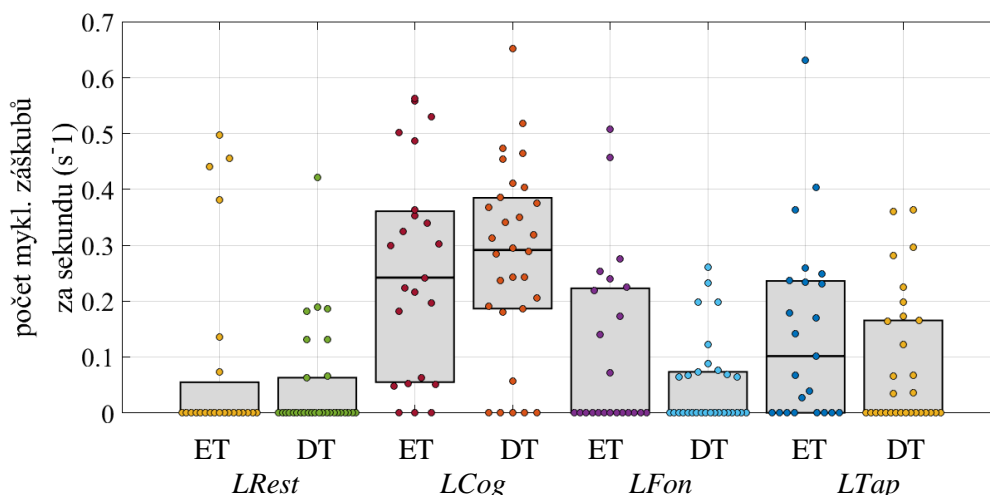 počet mykl. záškubů
za sekundu (s⁻1)
0.7
0.6
0.5
0.4
0.3
0.2
0.1
0
ET DT ET DT ET DT ET DT
LRest LCog LFon LTap